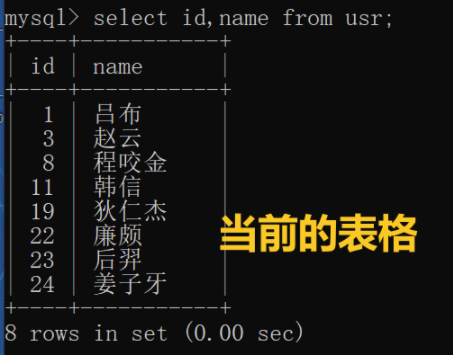 mysql> select id,name from usr;
+----+-----------+
| id | name      |
+----+-----------+
|  1 | 吕布      |
|  3 | 赵云      |
|  8 | 程咬金    |
| 11 | 韩信      |
| 19 | 狄仁杰    |
| 22 | 廉颇      |
| 23 | 后羿      |
| 24 | 姜子牙    |
+----+-----------+
8 rows in set (0.00 sec)
当前的表格